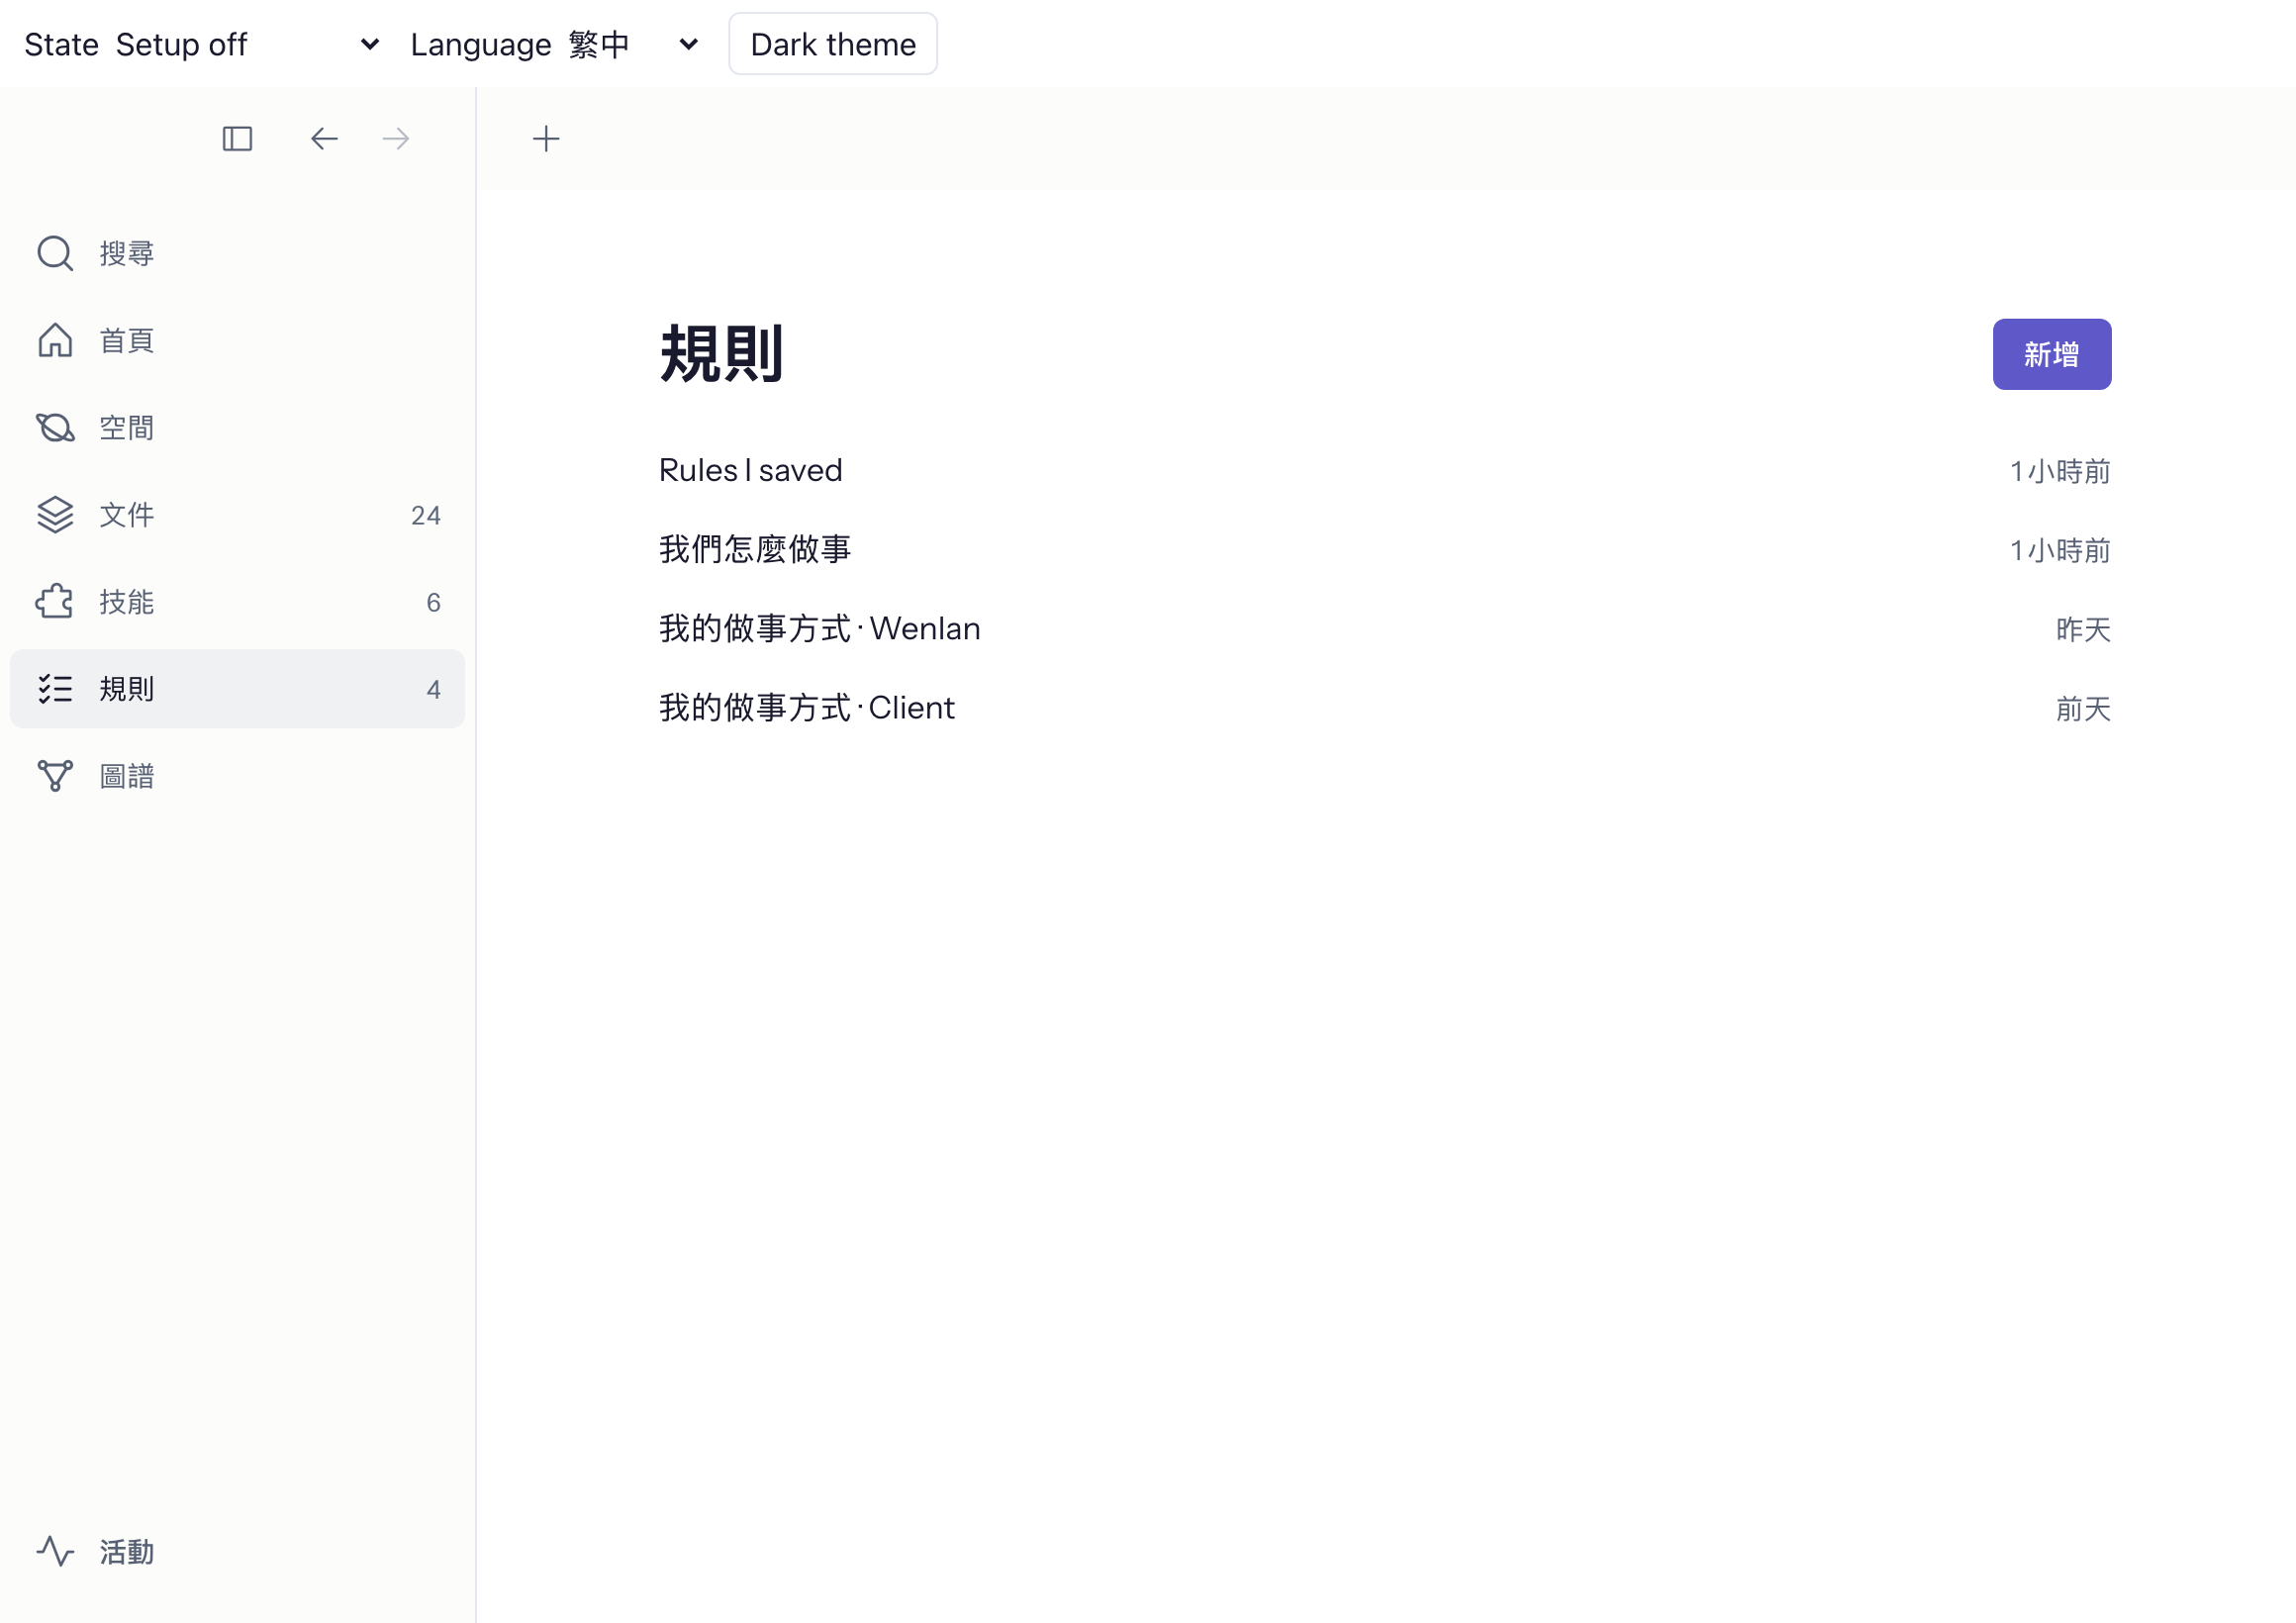 State Setup off Language 繁中 Dark theme
搜尋
首頁
空間
文件 24
技能 6
規則 4
圖譜
活動
規則 新增
Rules I saved 1 小時前
我們怎麼做事 1 小時前
我的做事方式 · Wenlan 昨天
我的做事方式 · Client 前天